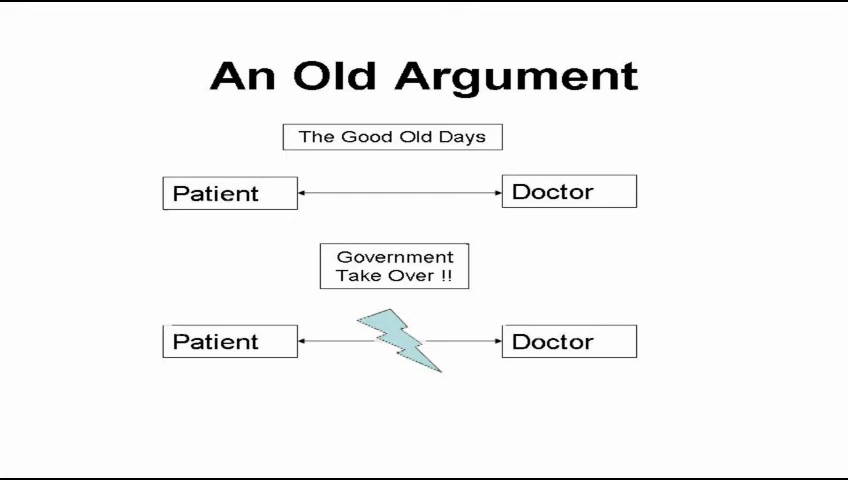 An Old Argument
The Good Old Days
Patient
Doctor
Government
Take Over !!
Patient
Doctor